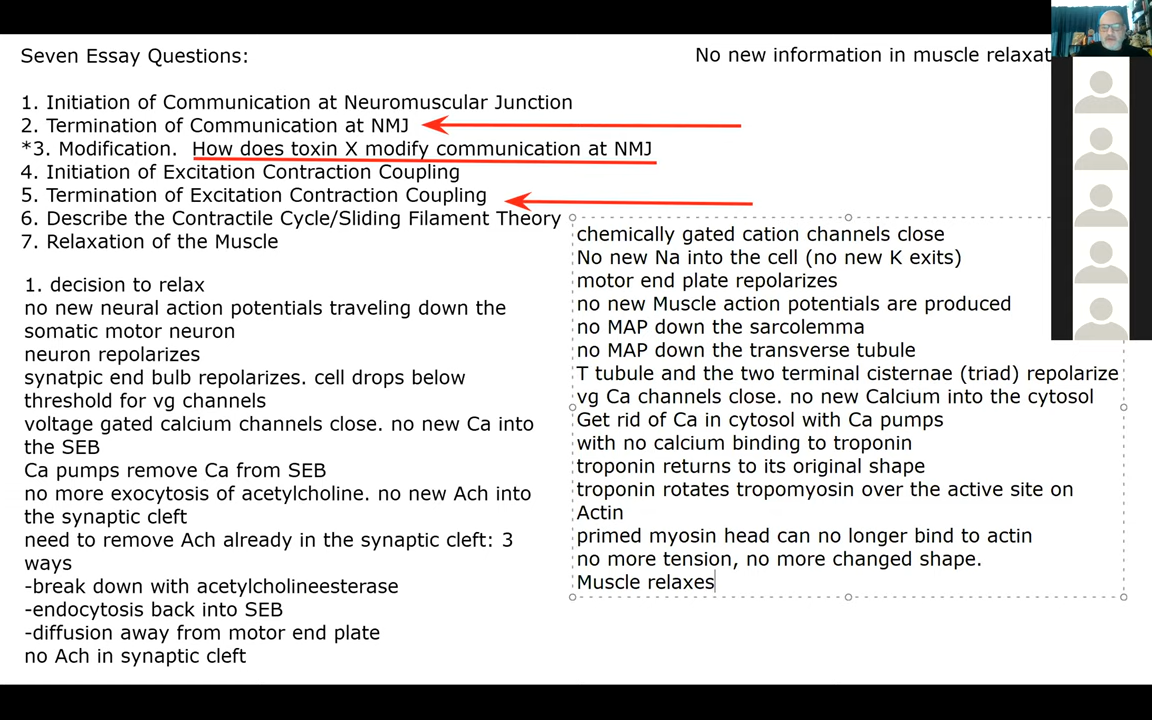 Seven Essay Questions:
No new information in muscle relaxat
1. Initiation of Communication at Neuromuscular Junction
2. Termination of Communication at NMJ
*3. Modification.  How does toxin X modify communication at NMJ
4. Initiation of Excitation Contraction Coupling
5. Termination of Excitation Contraction Coupling
6. Describe the Contractile Cycle/Sliding Filament Theory
7. Relaxation of the Muscle
1. decision to relax
no new neural action potentials traveling down the
somatic motor neuron
neuron repolarizes
synatpic end bulb repolarizes. cell drops below
threshold for vg channels
voltage gated calcium channels close. no new Ca into
the SEB
Ca pumps remove Ca from SEB
no more exocytosis of acetylcholine. no new Ach into
the synaptic cleft
need to remove Ach already in the synaptic cleft: 3
ways
-break down with acetylcholineesterase
-endocytosis back into SEB
-diffusion away from motor end plate
no Ach in synaptic cleft
chemically gated cation channels close
No new Na into the cell (no new K exits)
motor end plate repolarizes
no new Muscle action potentials are produced
no MAP down the sarcolemma
no MAP down the transverse tubule
T tubule and the two terminal cisternae (triad) repolarize
vg Ca channels close. no new Calcium into the cytosol
Get rid of Ca in cytosol with Ca pumps
with no calcium binding to troponin
troponin returns to its original shape
troponin rotates tropomyosin over the active site on
Actin
primed myosin head can no longer bind to actin
no more tension, no more changed shape.
Muscle relaxes